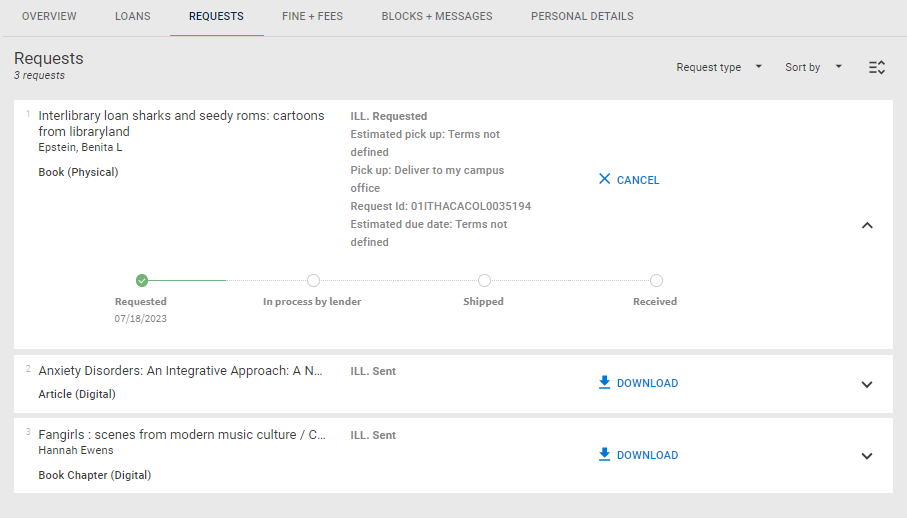 OVERVIEW LOANS REQUESTS FINE + FEES BLOCKS + MESSAGES PERSONAL DETAILS
Requests
3 requests
Request type Sort by
1 Interlibrary loan sharks and seedy roms: cartoons
from libraryland
Epstein, Benita L
Book (Physical)
ILL. Requested
Estimated pick up: Terms not
defined
Pick up: Deliver to my campus
office
Request Id: 01ITHACACOL0035194
Estimated due date: Terms not
defined
CANCEL
Requested In process by lender Shipped Received
07/18/2023
2 Anxiety Disorders: An Integrative Approach: A N... ILL. Sent
Article (Digital)
DOWNLOAD
3 Fangirls : scenes from modern music culture / C... ILL. Sent
Hannah Ewens
Book Chapter (Digital)
DOWNLOAD